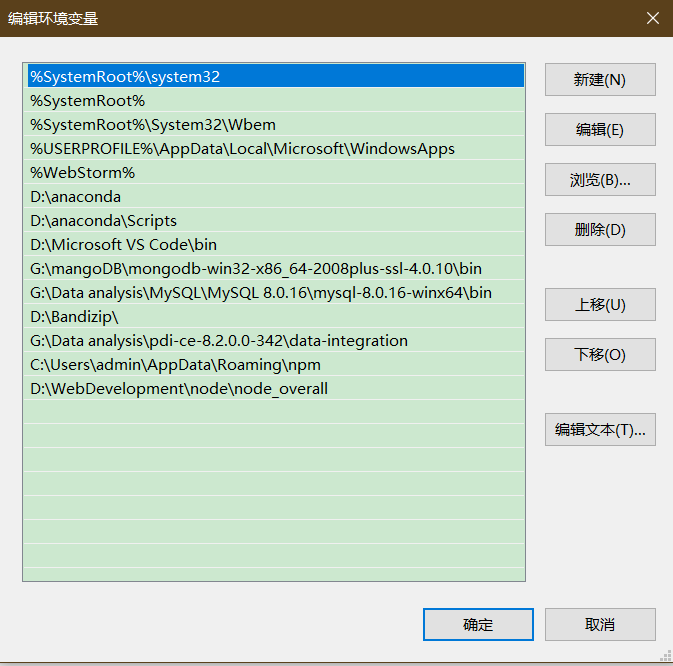 编辑环境变量
%SystemRoot%\system32
%SystemRoot%
%SystemRoot%\System32\Wbem
%USERPROFILE%\AppData\Local\Microsoft\WindowsApps
%WebStorm%
D:\anaconda
D:\anaconda\Scripts
D:\Microsoft VS Code\bin
G:\mangoDB\mongodb-win32-x86_64-2008plus-ssl-4.0.10\bin
G:\Data analysis\MySQL\MySQL 8.0.16\mysql-8.0.16-winx64\bin
D:\Bandizip\
G:\Data analysis\pdi-ce-8.2.0.0-342\data-integration
C:\Users\admin\AppData\Roaming\npm
D:\WebDevelopment\node\node_overall
新建(N)
编辑(E)
浏览(B)...
删除(D)
上移(U)
下移(O)
编辑文本(T)...
确定
取消